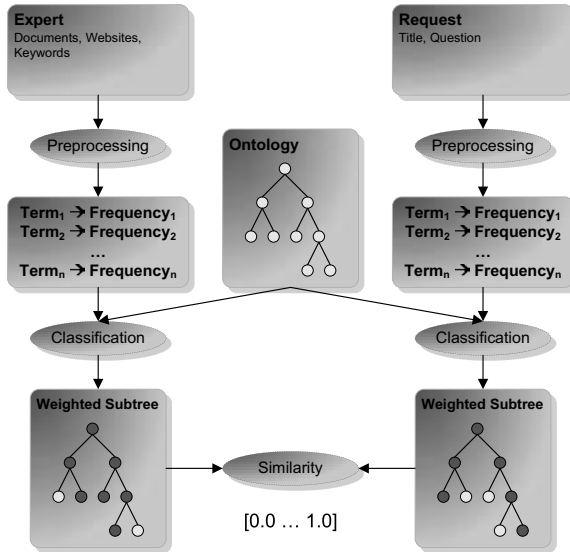 Expert
Documents, Websites,
Keywords
Request
Title, Question
Preprocessing
Ontology
Preprocessing
Term₁ → Frequency₁
Term₂ → Frequency₂
...
Termₙ → Frequencyₙ
Term₁ → Frequency₁
Term₂ → Frequency₂
...
Termₙ → Frequencyₙ
Classification
Classification
Weighted Subtree
Weighted Subtree
Similarity
[0.0 ... 1.0]